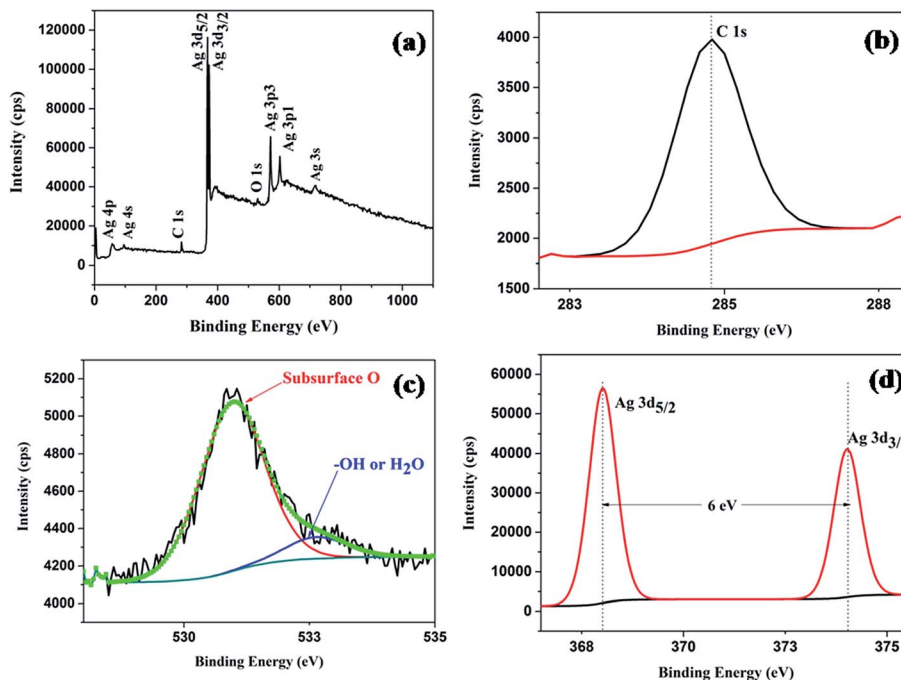 (a)
120000
100000
80000
60000
40000
20000
0
Intensity (cps)
Ag 4p
Ag 4s
C 1s
Ag 3d5/2
Ag 3d3/2
O 1s
Ag 3p3
Ag 3p1
Ag 3s
0 200 400 600 800 1000
Binding Energy (eV)
(b)
C 1s
4000
3500
3000
2500
2000
1500
Intensity (cps)
283 285 288
Binding Energy (eV)
(c)
Subsurface O
-OH or H2O
5200
5000
4800
4600
4400
4200
4000
Intensity (cps)
530 533 535
Binding Energy (eV)
(d)
Ag 3d5/2
Ag 3d3/
6 eV
60000
50000
40000
30000
20000
10000
0
Intensity (cps)
368 370 373 375
Binding Energy (eV)